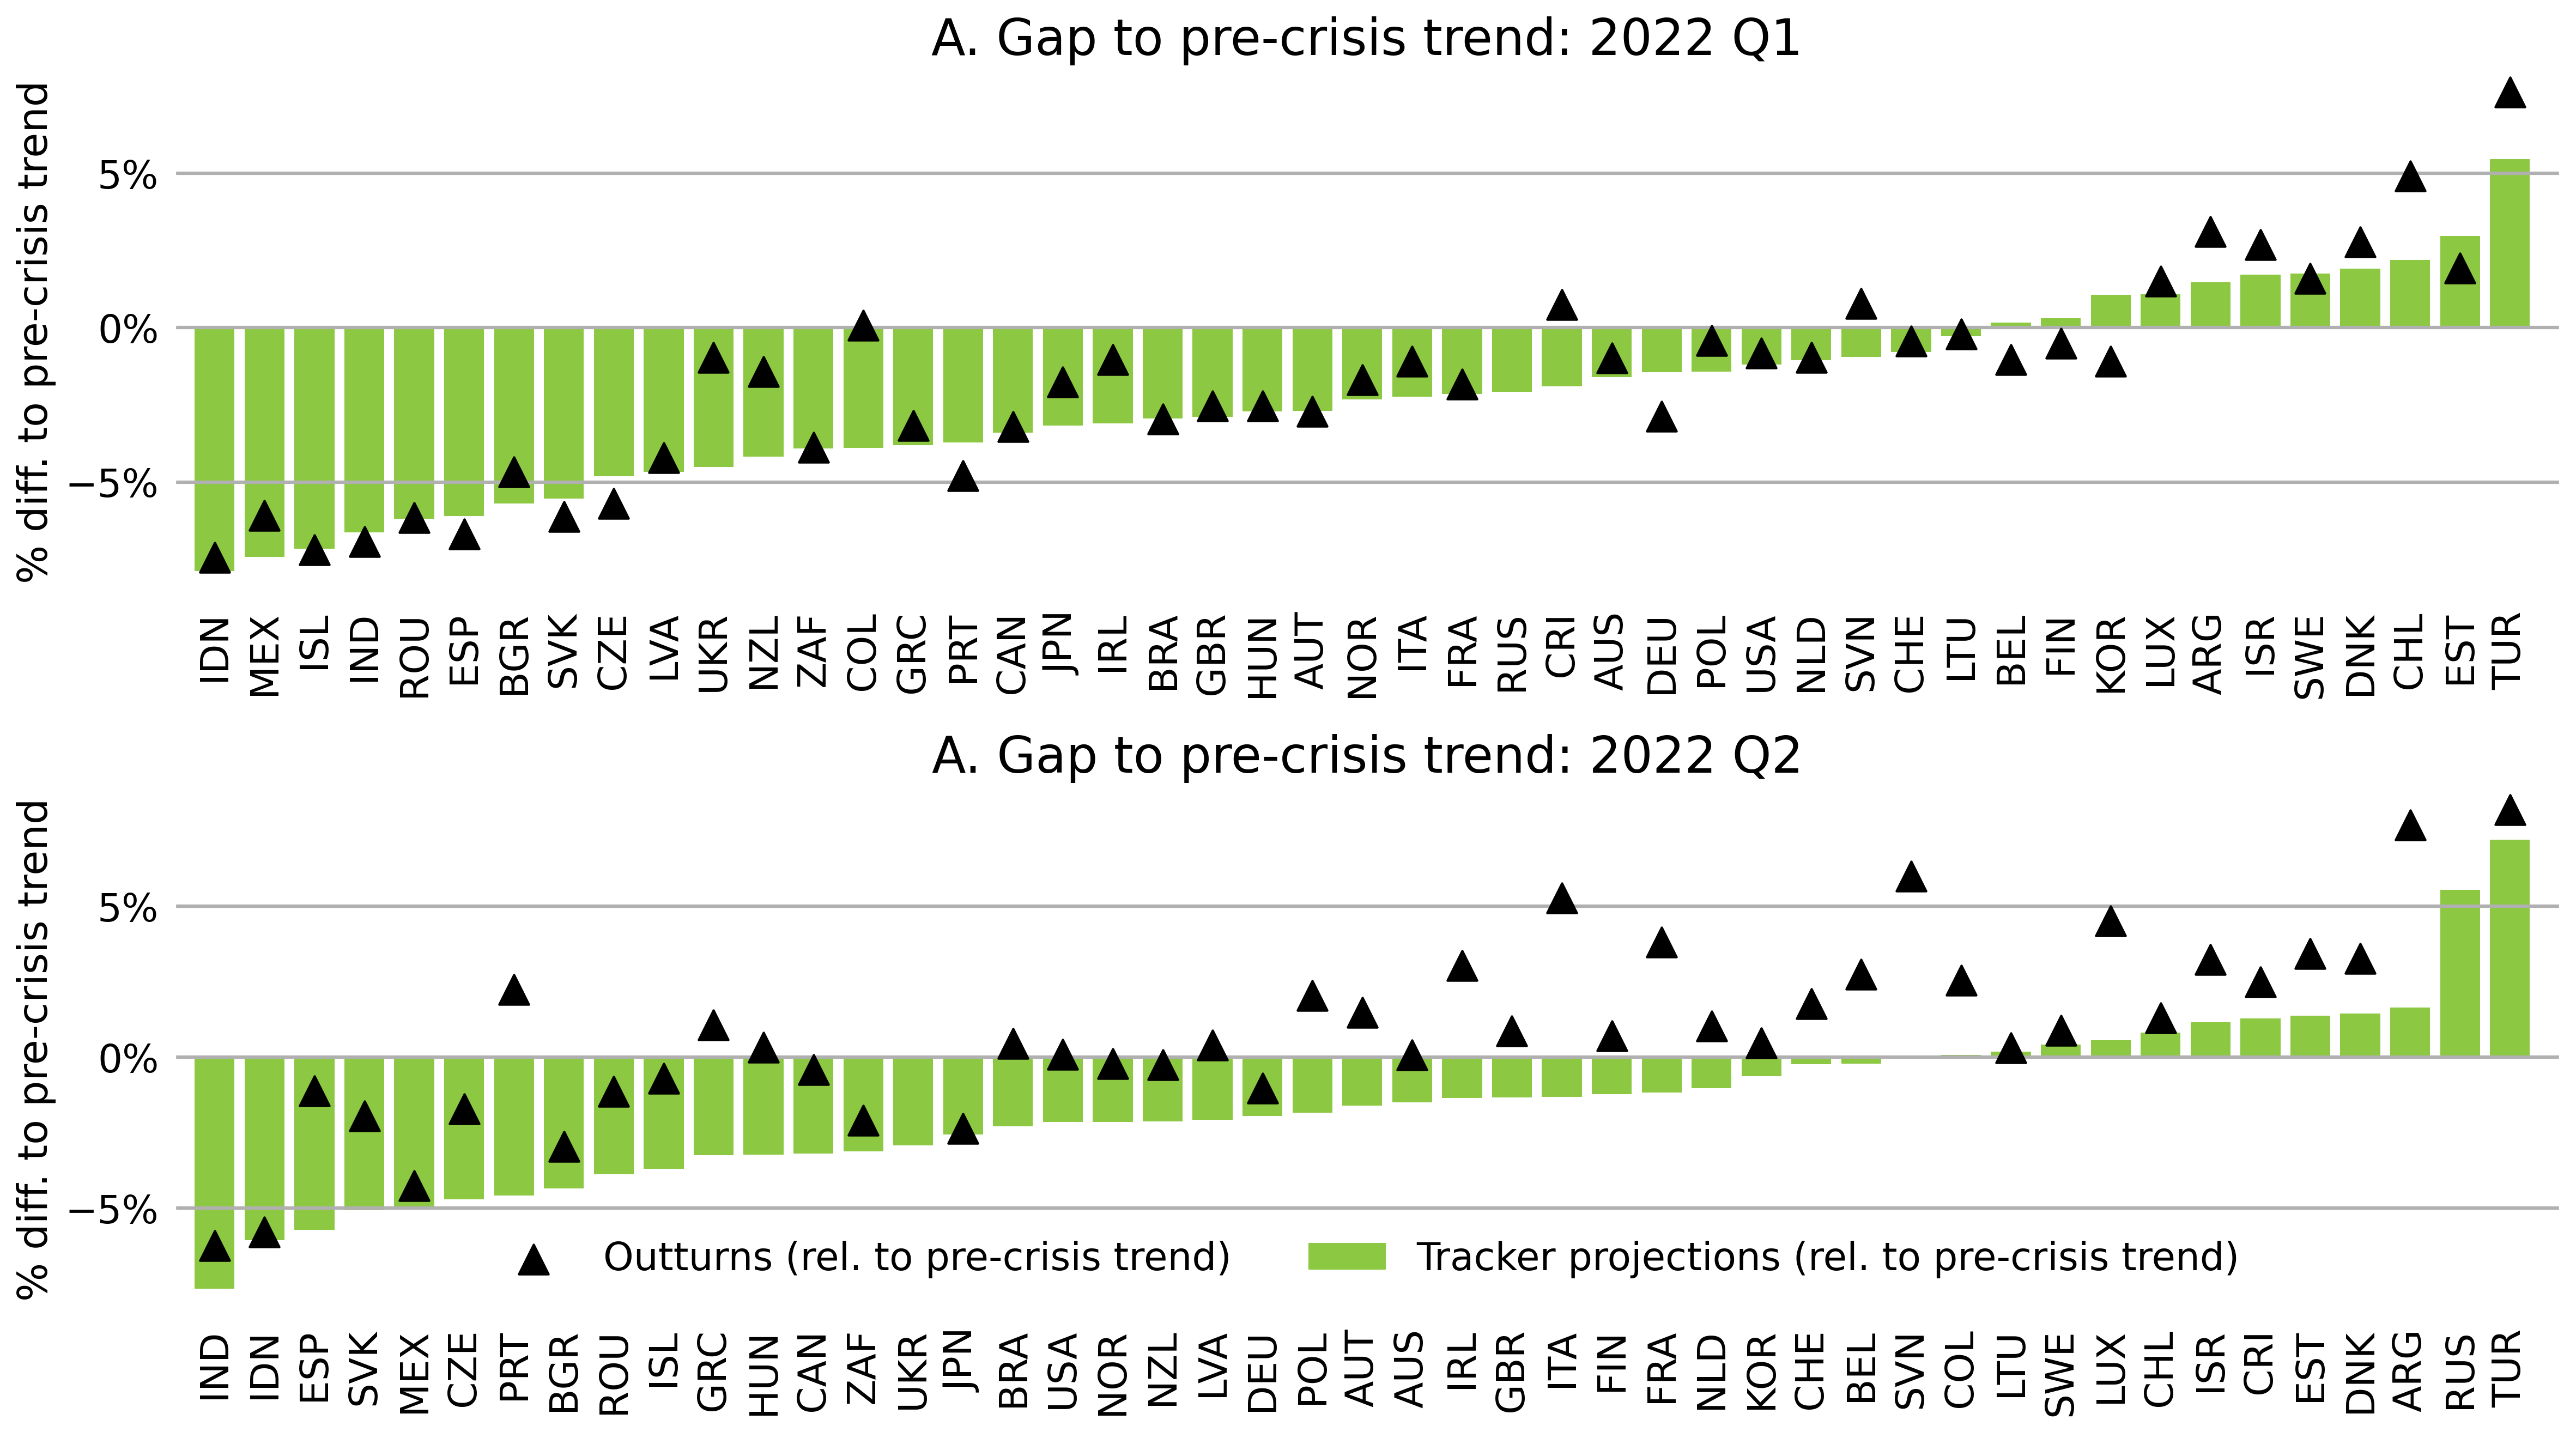 A. Gap to pre-crisis trend: 2022 Q1
% diff. to pre-crisis trend
5%
0%
−5%
IDN MEX ISL IND ROU ESP BGR SVK CZE LVA UKR NZL ZAF COL GRC PRT CAN JPN IRL BRA GBR HUN AUT NOR ITA FRA RUS CRI AUS DEU POL USA NLD SVN CHE LTU BEL FIN KOR LUX ARG ISR SWE DNK CHL EST TUR
A. Gap to pre-crisis trend: 2022 Q2
% diff. to pre-crisis trend
5%
0%
−5%
Outturns (rel. to pre-crisis trend) Tracker projections (rel. to pre-crisis trend)
IND IDN ESP SVK MEX CZE PRT BGR ROU ISL GRC HUN CAN ZAF UKR JPN BRA USA NOR NZL LVA DEU POL AUT AUS IRL GBR ITA FIN FRA NLD KOR CHE BEL SVN COL LTU SWE LUX CHL ISR CRI EST DNK ARG RUS TUR